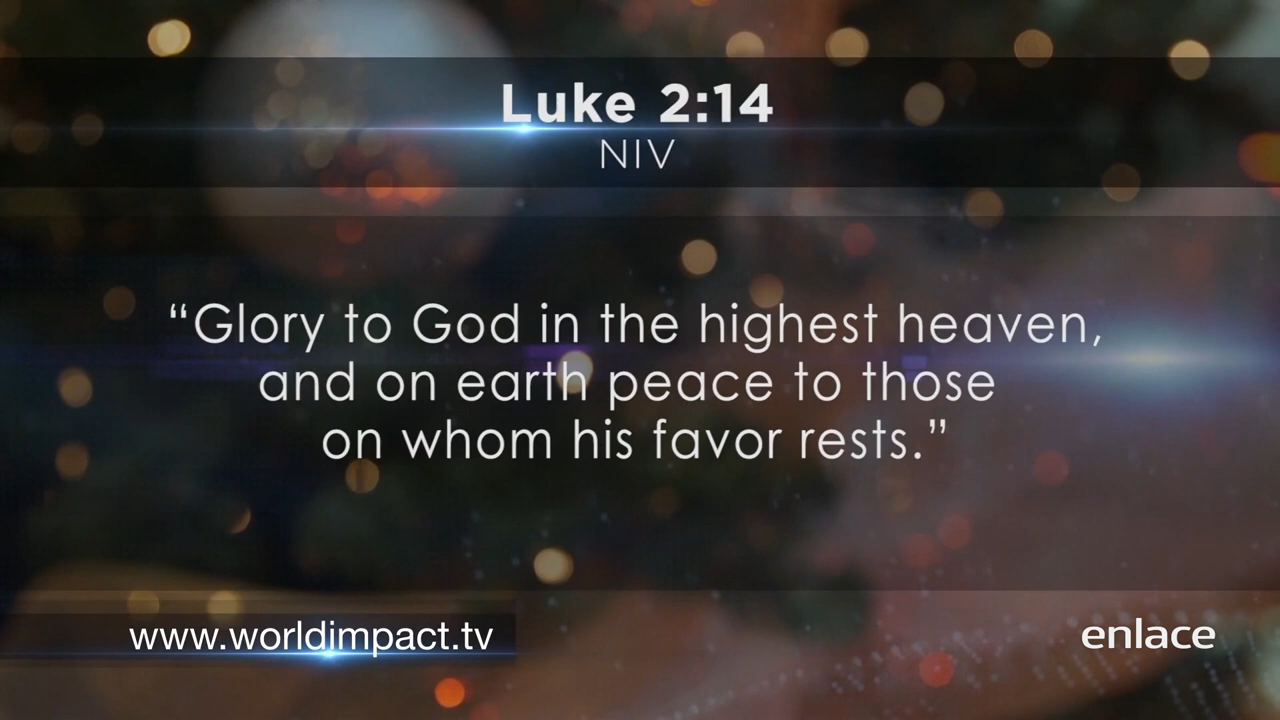 Luke 2:14
NIV
“Glory to God in the highest heaven,
and on earth peace to those
on whom his favor rests.”
www.worldimpact.tv
enlace